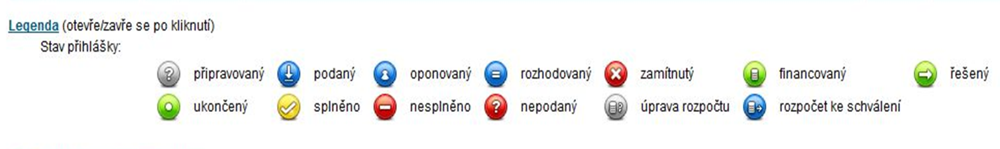 Legenda (otevře/zavře se po kliknutí)
Stav přihlášky:
připravovaný podaný oponovaný rozhodovaný zamítnutý financovaný řešený
ukončený splněno nesplněno nepodaný úprava rozpočtu rozpočet ke schválení